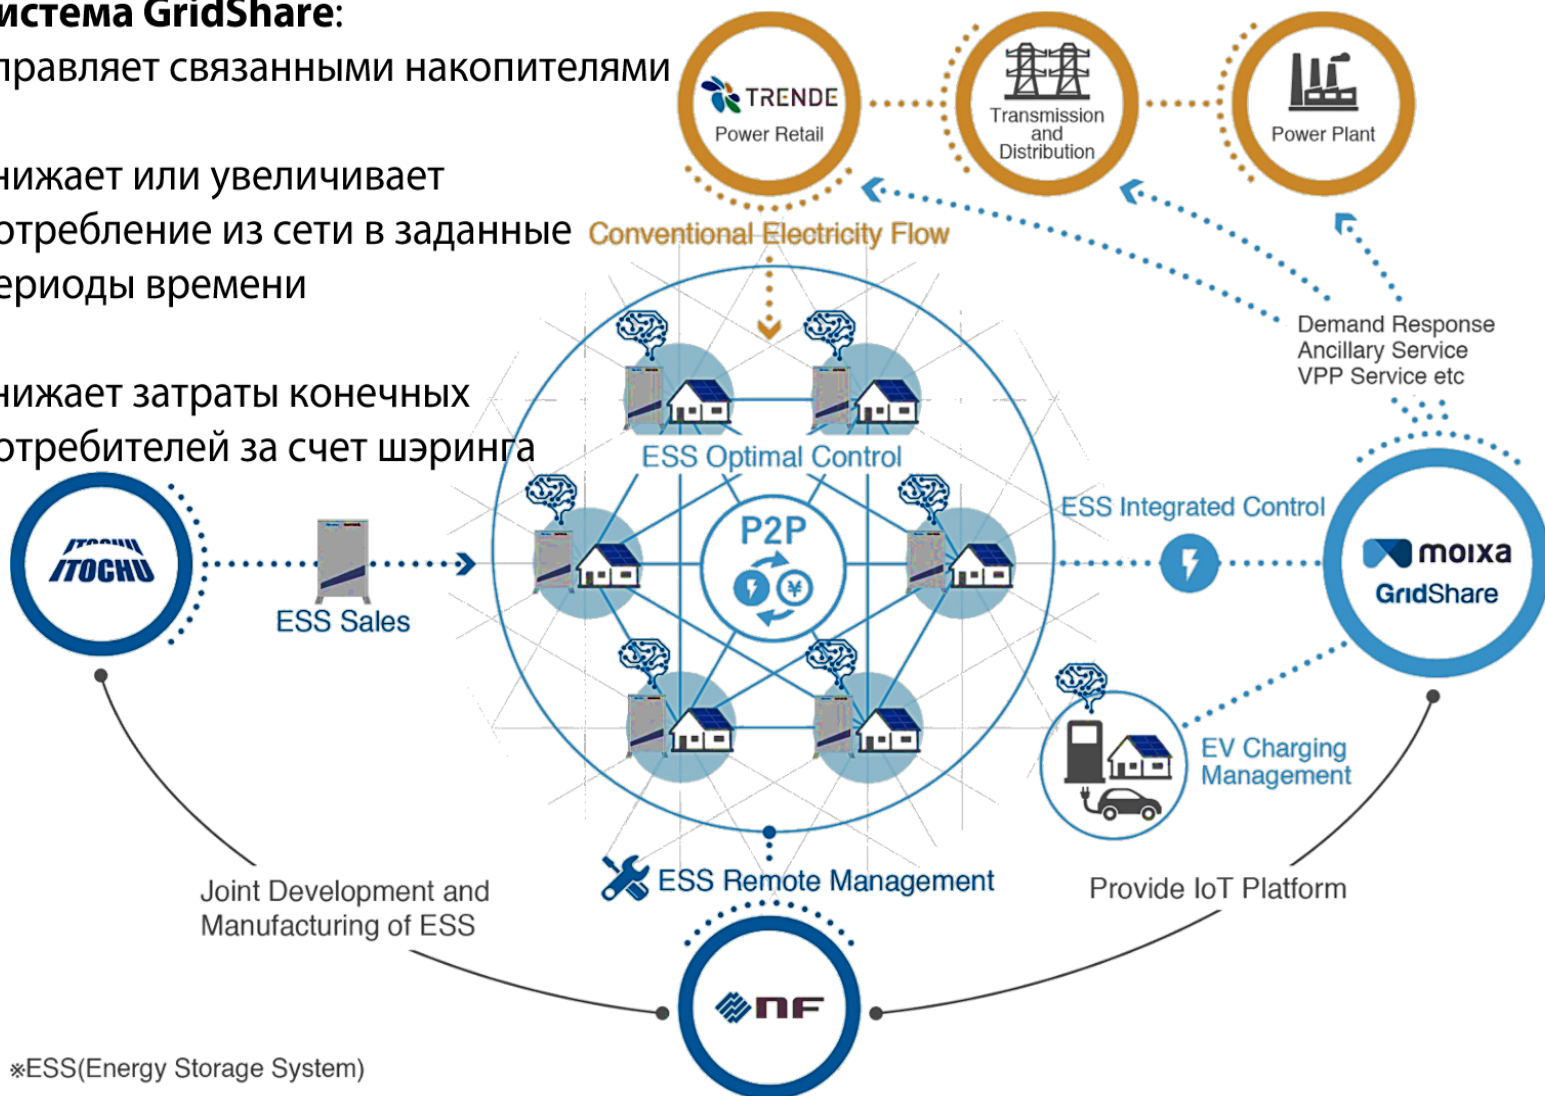 истема GridShare:
правляет связанными накопителями
нижает или увеличивает
отребление из сети в заданные
ериоды времени
нижает затраты конечных
отребителей за счет шэринга
TRENDE
Power Retail
Transmission
and
Distribution
Power Plant
Conventional Electricity Flow
Demand Response
Ancillary Service
VPP Service etc
ESS Optimal Control
P2P
¥
ITOCHU
ITOCHU
ESS Sales
ESS Integrated Control
moixa
GridShare
EV Charging
Management
ESS Remote Management
Joint Development and
Manufacturing of ESS
Provide IoT Platform
nF
※ESS(Energy Storage System)